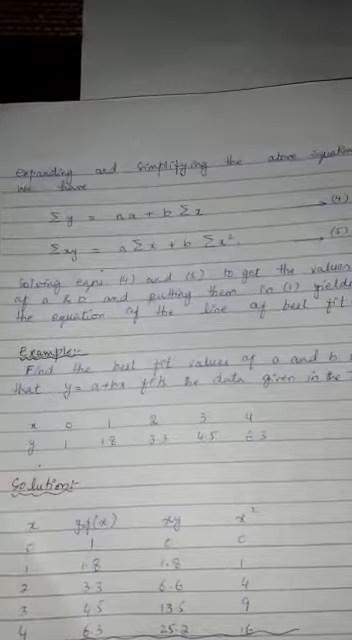 expanding and simplifying the above equation
we have
Σy = na + b Σx → (4)
Σxy = a Σx + b Σx². → (5)
Solving eqns (4) and (5) to get the values
of a & b and putting them in (1) yields
the equation of the line of best fit
Example:-
Find the best fit values of a and b
that y = a+bx fits the data given in the
x 0 1 2 3 4
y 1 1.8 3.3 4.5 6.3
Solution:-
x y=f(x) xy x²
0 1 0 0
1 1.8 1.8 1
2 3.3 6.6 4
3 4.5 13.5 9
4 6.3 25.2 16